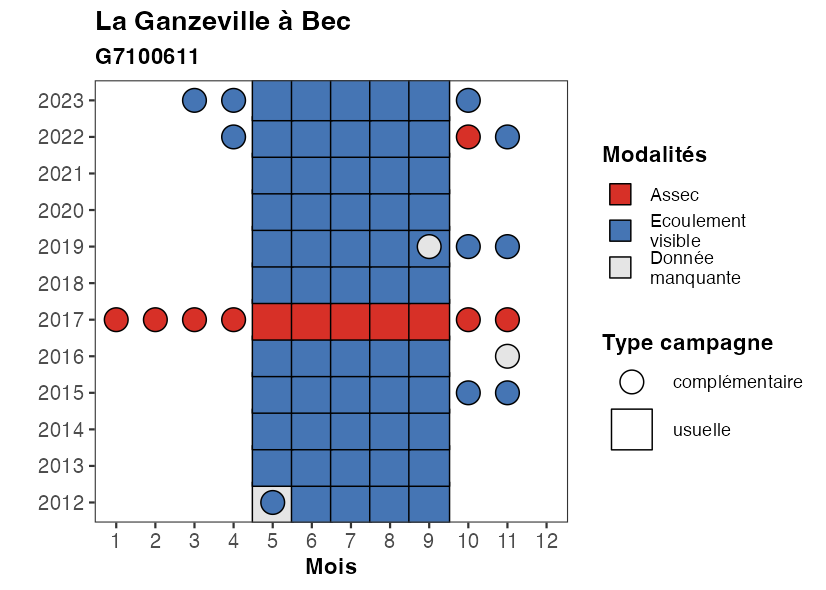 La Ganzeville à Bec
G7100611
2023
2022
2021
2020
2019
2018
2017
2016
2015
2014
2013
2012
1 2 3 4 5 6 7 8 9 10 11 12
Mois
Modalités
Assec
Ecoulement
visible
Donnée
manquante
Type campagne
complémentaire
usuelle